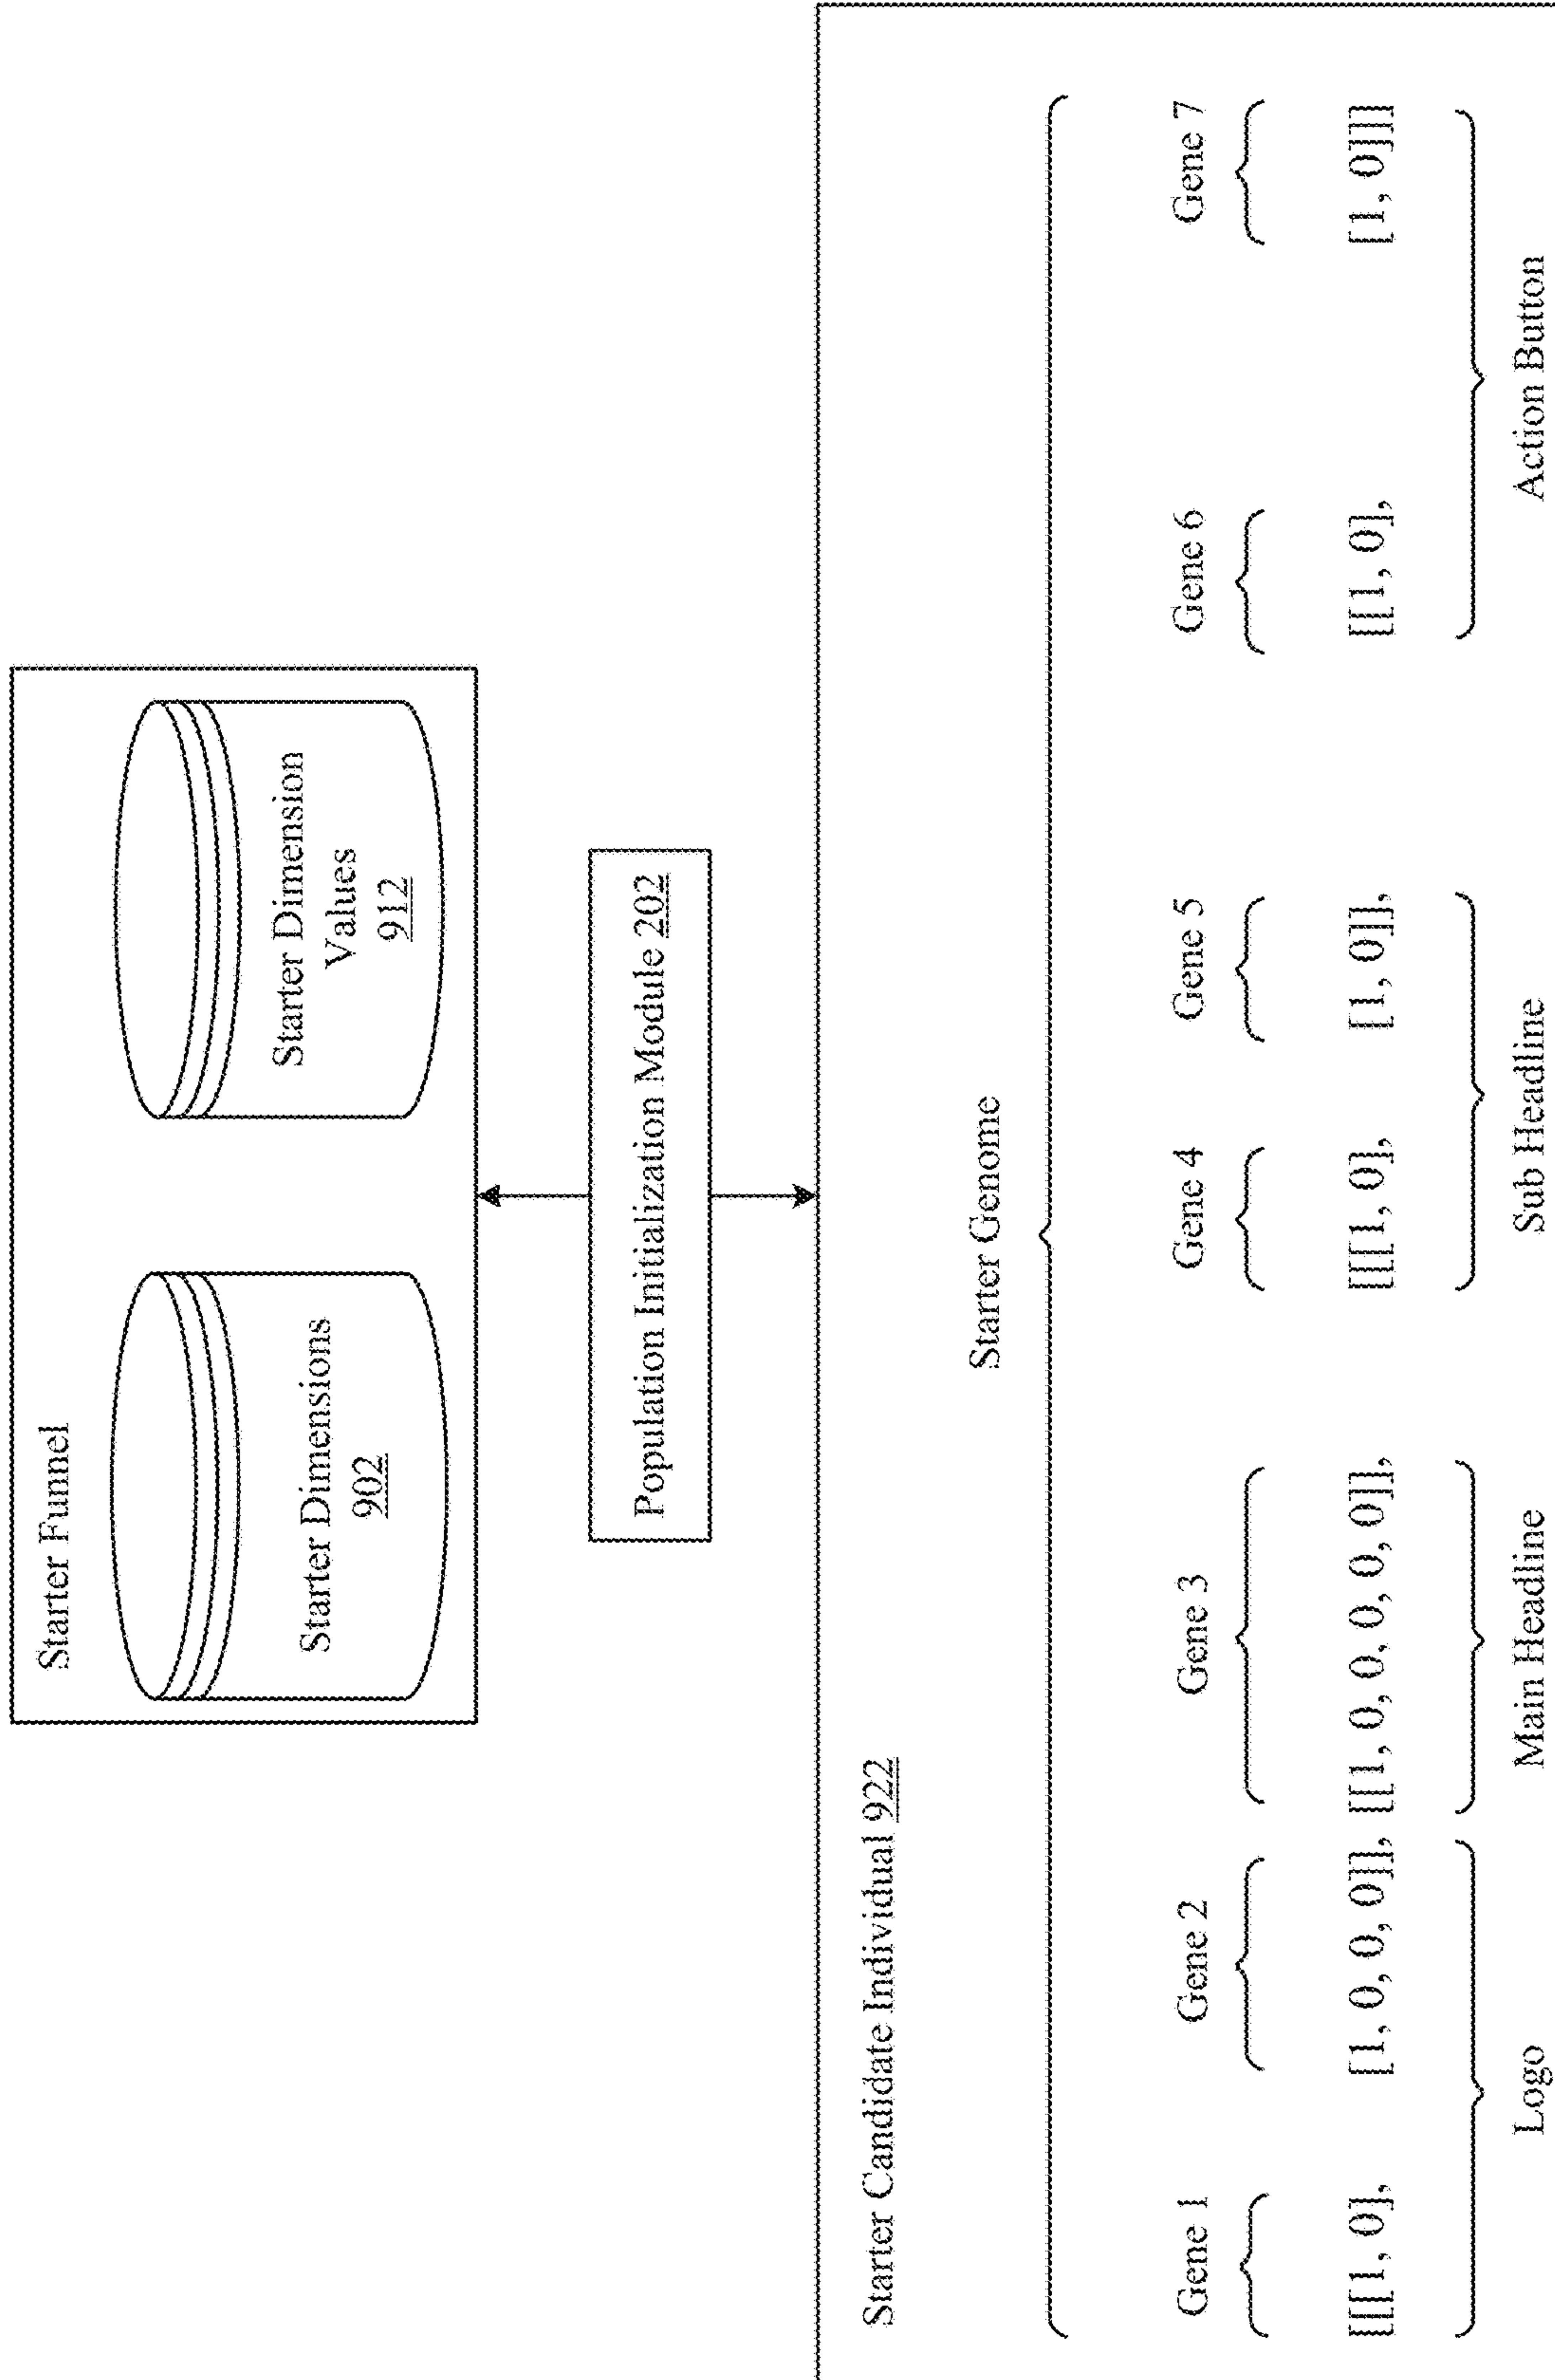 Starter Funnel
Starter Dimensions
902
Starter Dimension
Values
912
Population Initialization Module 202
Starter Candidate Individual 922
Starter Genome
Gene 1 Gene 2 Gene 3 Gene 4 Gene 5 Gene 6 Gene 7
[[[1, 0], [1, 0, 0, 0]], [[1, 0, 0, 0, 0, 0]], [[[1, 0], [1, 0]], [[1, 0], [1, 0]]]
Logo Main Headline Sub Headline Action Button